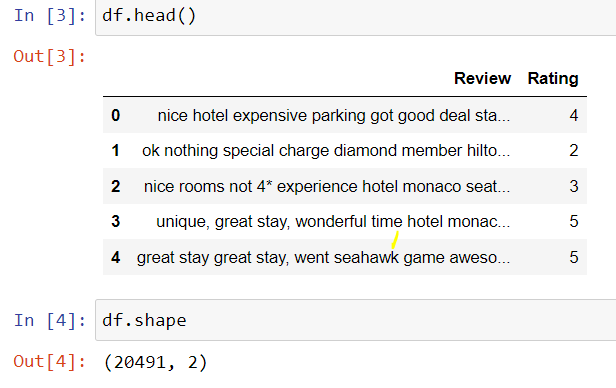 In [3]: df.head()
Out[3]:
Review Rating
0 nice hotel expensive parking got good deal sta... 4
1 ok nothing special charge diamond member hilto... 2
2 nice rooms not 4* experience hotel monaco seat... 3
3 unique, great stay, wonderful time hotel monac... 5
4 great stay great stay, went seahawk game aweso... 5
In [4]: df.shape
Out[4]: (20491, 2)